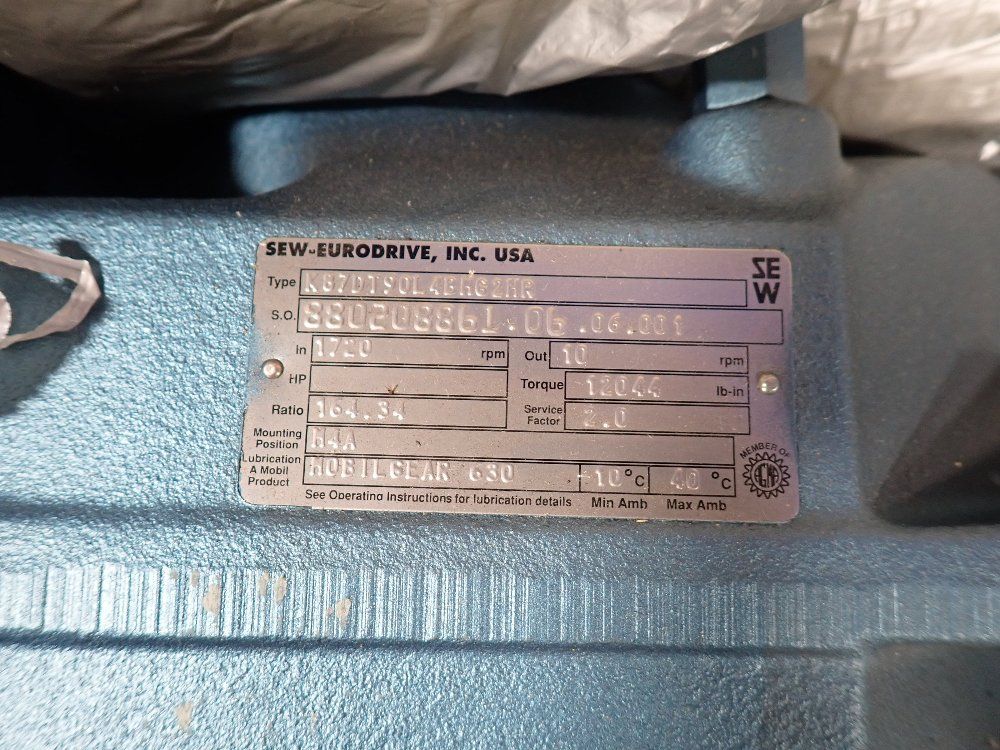 SEW-EURODRIVE, INC. USA
SEW
Type K87DT90L4BMG2HR
S.O. 880208861.06.06.001
In 1720 rpm Out 10 rpm
HP Torque 12044 lb-in
Ratio 164.34 Service Factor 2.0
Mounting Position M4A
Lubrication A Mobil Product MOBILGEAR 630 -10 °C 40 °C
See Operating Instructions for lubrication details Min Amb Max Amb
MEMBER OF
AGMA